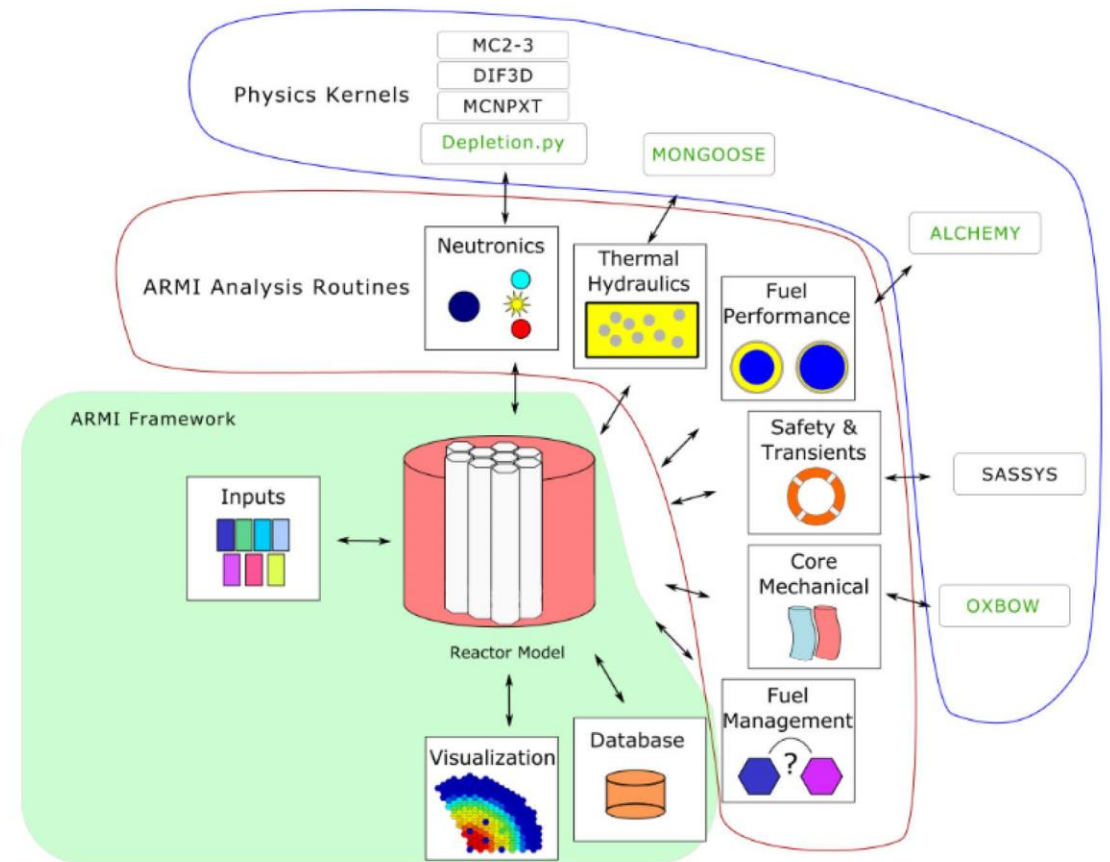 MC2-3
DIF3D
Physics Kernels
MCNPXT
Depletion.py
MONGOOSE
ALCHEMY
Neutronics
Thermal
Hydraulics
ARMI Analysis Routines
Fuel
Performance
ARMI Framework
Safety &
Transients
SASSYS
Inputs
Core
Mechanical
OXBOW
Reactor Model
Fuel
Management
?
Visualization
Database